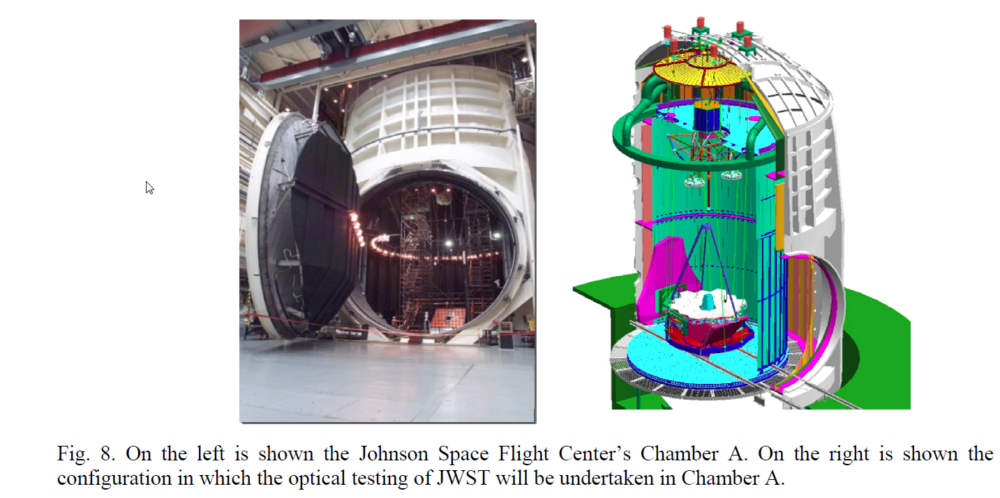 Fig. 8. On the left is shown the Johnson Space Flight Center’s Chamber A. On the right is shown the
configuration in which the optical testing of JWST will be undertaken in Chamber A.